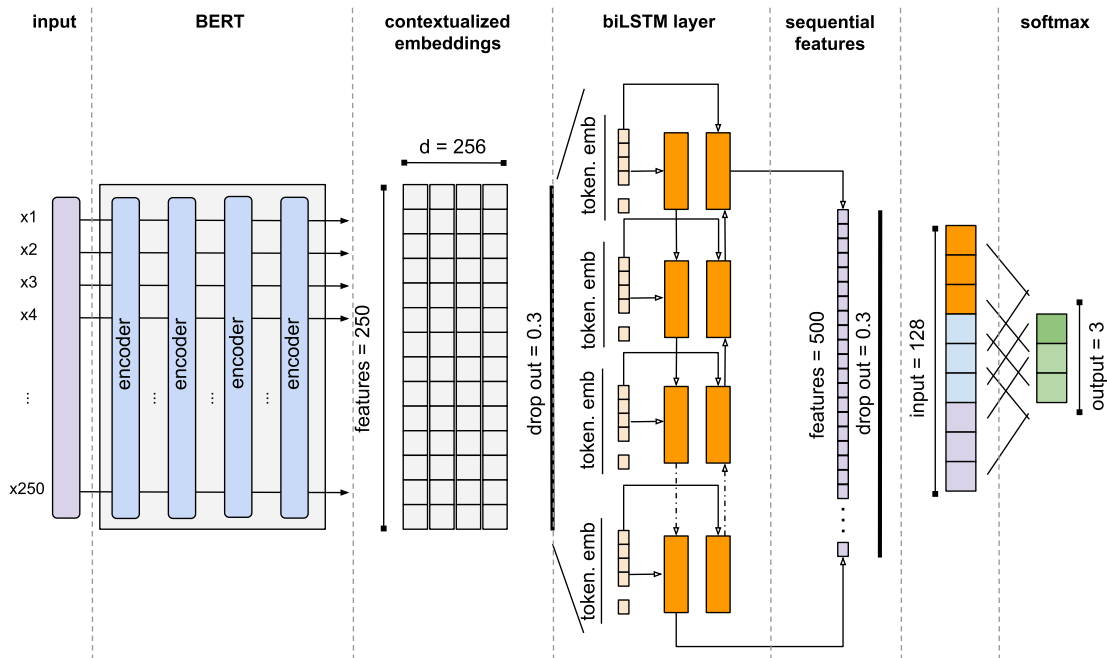 input
BERT
contextualized
embeddings
biLSTM layer
sequential
features
softmax
x1
x2
x3
x4
...
x250
encoder
...
encoder
...
encoder
...
encoder
d = 256
features = 250
drop out = 0.3
token. emb
token. emb
token. emb
token. emb
features = 500
drop out = 0.3
input = 128
output = 3